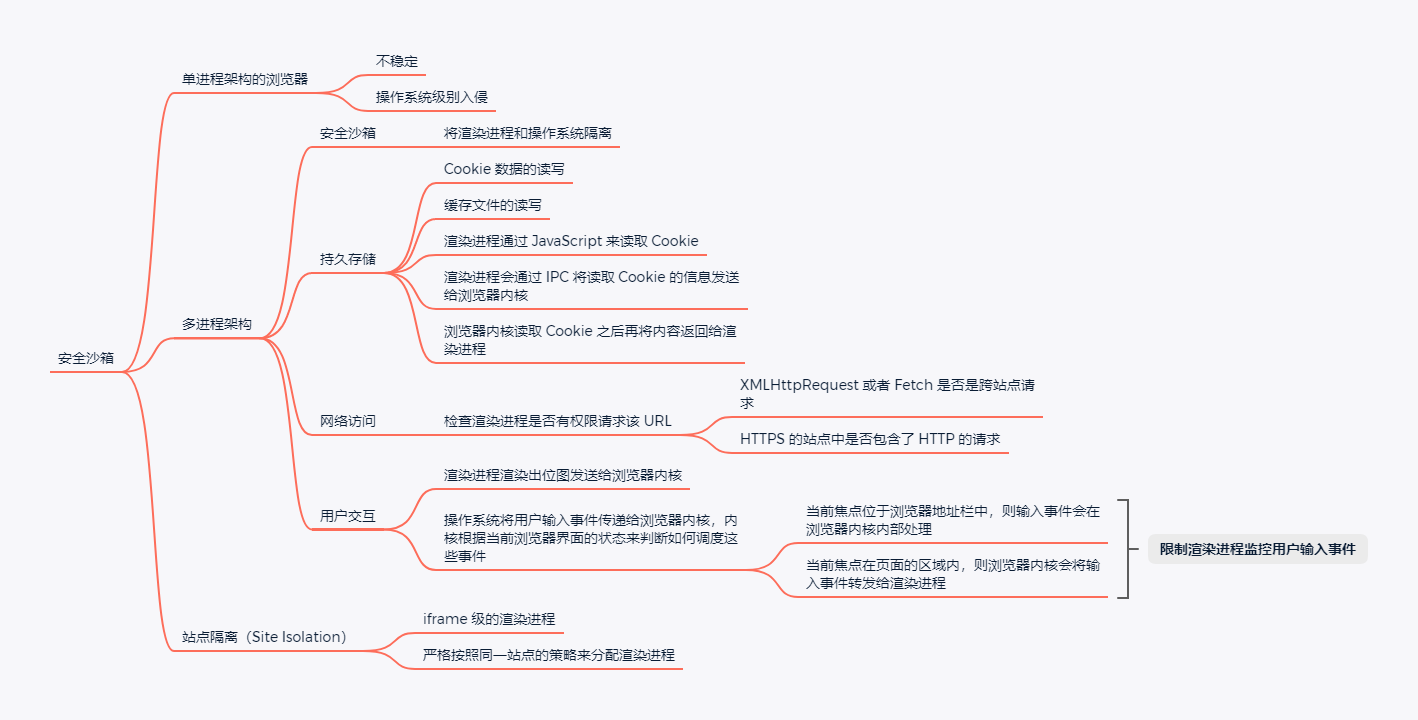 不稳定
单进程架构的浏览器
操作系统级别入侵
安全沙箱
将渲染进程和操作系统隔离
Cookie 数据的读写
缓存文件的读写
渲染进程通过 JavaScript 来读取 Cookie
持久存储
渲染进程会通过 IPC 将读取 Cookie 的信息发送
给浏览器内核
多进程架构
浏览器内核读取 Cookie 之后再将内容返回给渲
染进程
安全沙箱
XMLHttpRequest 或者 Fetch 是否是跨站点请
求
网络访问
检查渲染进程是否有权限请求该 URL
HTTPS 的站点中是否包含了 HTTP 的请求
渲染进程渲染出位图发送给浏览器内核
用户交互
操作系统将用户输入事件传递给浏览器内核，内
核根据当前浏览器界面的状态来判断如何调度这
些事件
当前焦点位于浏览器地址栏中，则输入事件会在
浏览器内核内部处理
当前焦点在页面的区域内，则浏览器内核会将输
入事件转发给渲染进程
限制渲染进程监控用户输入事件
iframe 级的渲染进程
站点隔离（Site Isolation）
严格按照同一站点的策略来分配渲染进程